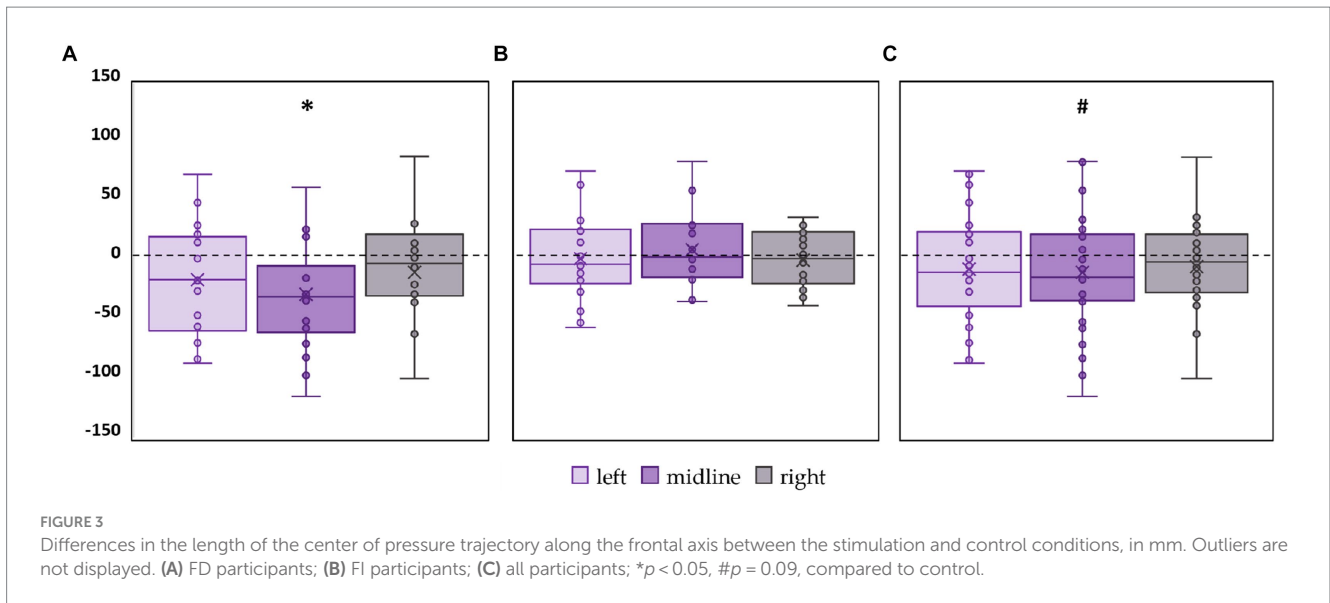 A
B
C
150
100
50
0
-50
-100
-150
*
#
left midline right
FIGURE 3
Differences in the length of the center of pressure trajectory along the frontal axis between the stimulation and control conditions, in mm. Outliers are
not displayed. (A) FD participants; (B) FI participants; (C) all participants; *p < 0.05, #p = 0.09, compared to control.